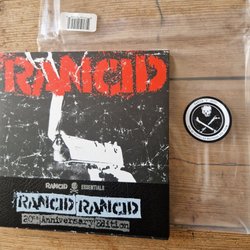 RANCID
RANCID ESSENTIALS
RANCID RANCID
20th Anniversary Edition